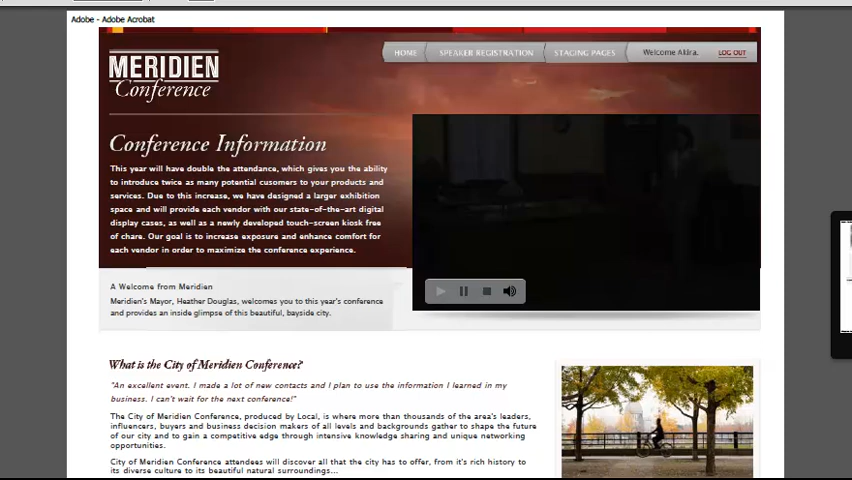 Adobe - Adobe Acrobat
MERIDIEN
Conference
HOME
SPEAKER REGISTRATION
STAGING PAGES
Welcome Akira.
LOG OUT
Conference Information
This year will have double the attendance, which gives you the ability
to introduce twice as many potential cusomers to your products and
services. Due to this increase, we have designed a larger exhibition
space and will provide each vendor with our state-of-the-art digital
display cases, as well as a newly developed touch-screen kiosk free
of chare. Our goal is to increase exposure and enhance comfort for
each vendor in order to maximize the conference experience.
A Welcome from Meridien
Meridien's Mayor, Heather Douglas, welcomes you to this year's conference
and provides an inside glimpse of this beautiful, bayside city.
What is the City of Meridien Conference?
"An excellent event. I made a lot of new contacts and I plan to use the information I learned in my
business. I can't wait for the next conference!"
The City of Meridien Conference, produced by Local, is where more than thousands of the area's leaders,
influencers, buyers and business decision makers of all levels and backgrounds gather to shape the future
of our city and to gain a competitive edge through intensive knowledge sharing and unique networking
opportunities.
City of Meridien Conference attendees will discover all that the city has to offer, from it's rich history to
its diverse culture to its beautiful natural surroundings...